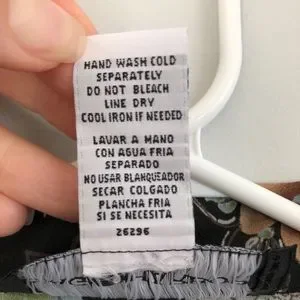 HAND WASH COLD
SEPARATELY
DO NOT BLEACH
LINE DRY
COOL IRON IF NEEDED
LAVAR A MANO
CON AGUA FRIA
SEPARADO
NO USAR BLANQUEADOR
SECAR COLGADO
PLANCHA FRIA
SI SE NECESITA
26296